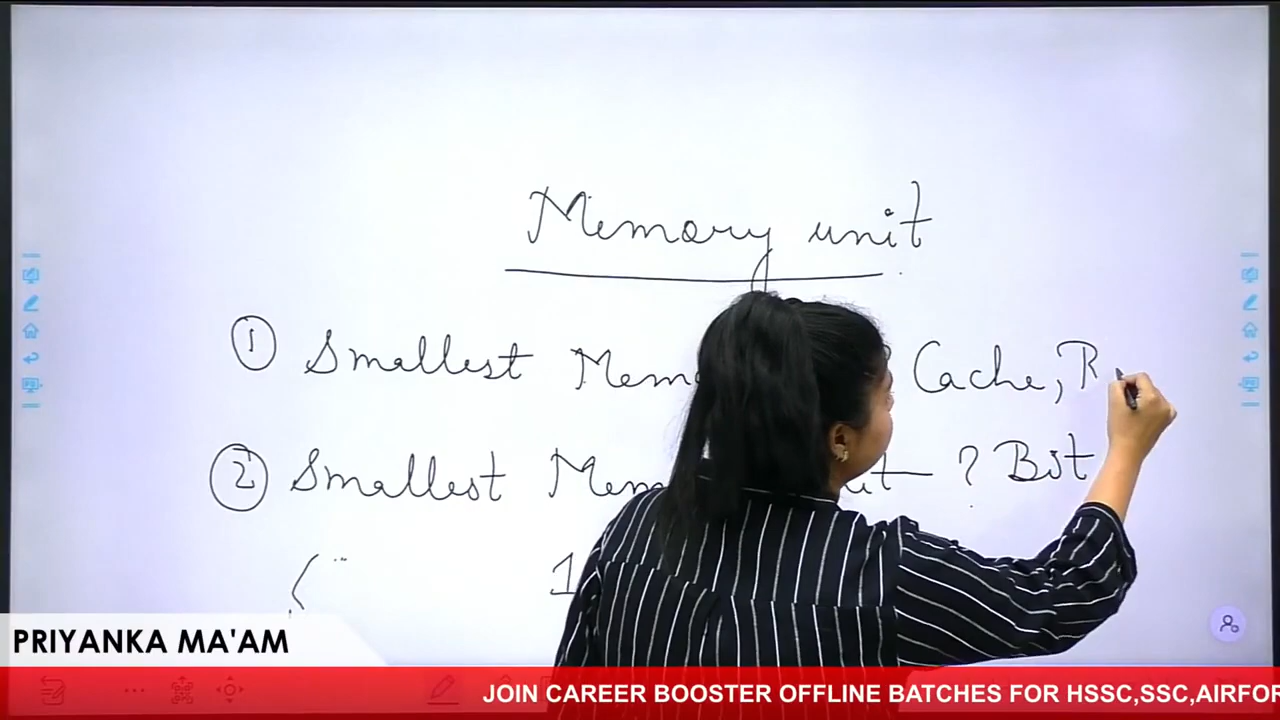 Memory unit
① Smallest Mem Cache, R
② Smallest Mem ? Bit
1
PRIYANKA MA'AM
JOIN CAREER BOOSTER OFFLINE BATCHES FOR HSSC,SSC,AIRFOR